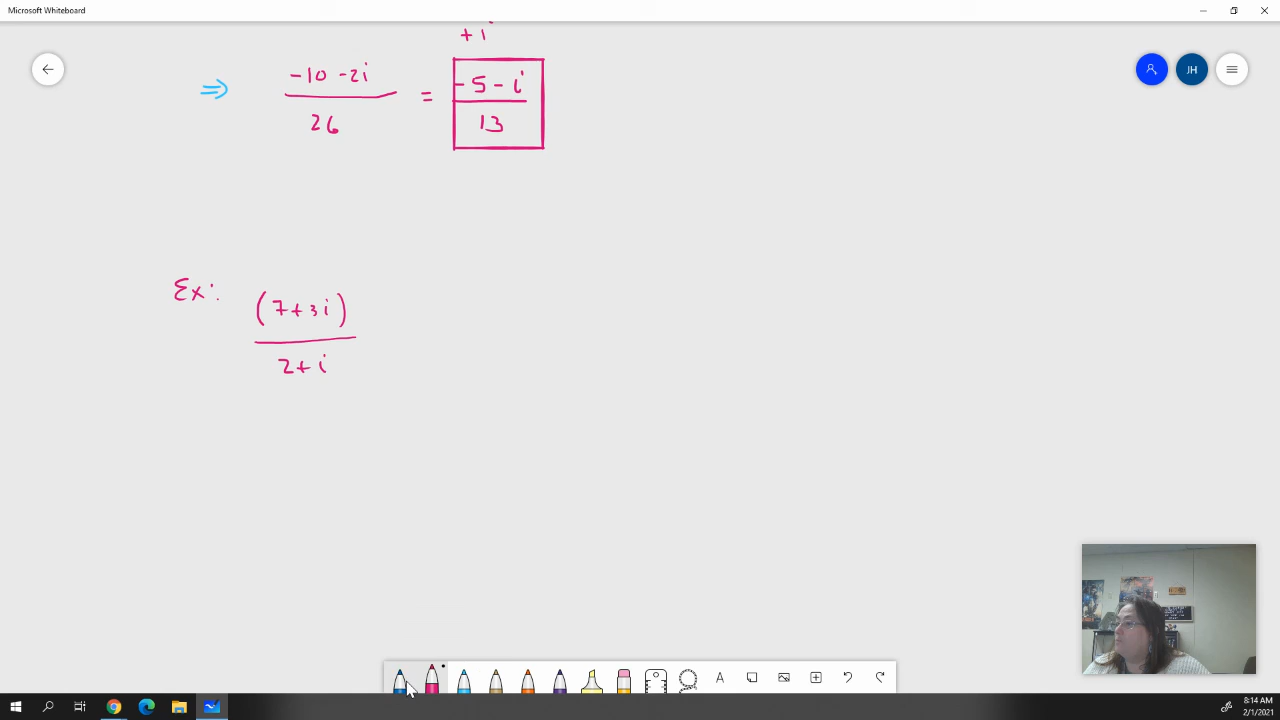 Microsoft Whiteboard
+ i
⇒ -10 -2i / 26 = -5 - i / 13
JH
Ex:
(7+3i)
2+i
A
8:14 AM
2/1/2021